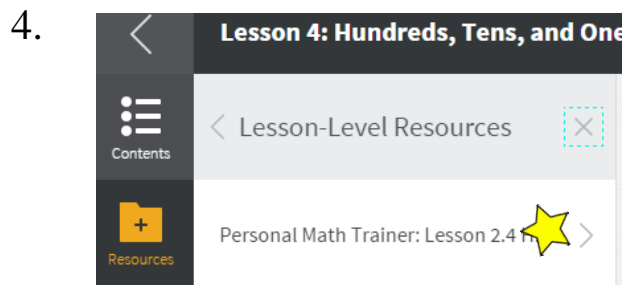 4.
Lesson 4: Hundreds, Tens, and One
Lesson-Level Resources
Contents
Personal Math Trainer: Lesson 2.4
Resources